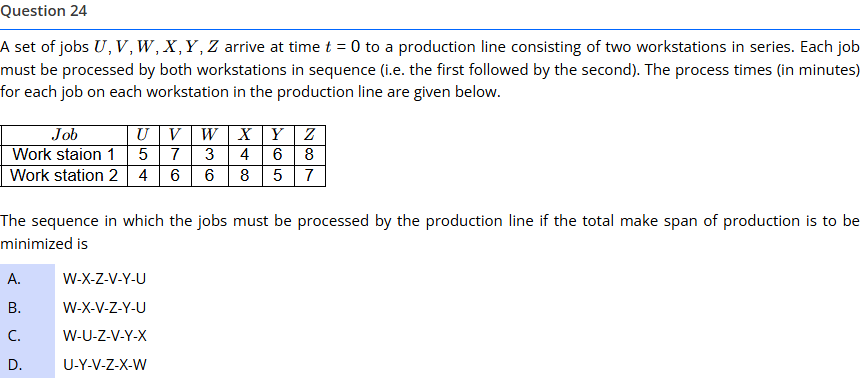 Question 24
A set of jobs U, V, W, X, Y, Z arrive at time t = 0 to a production line consisting of two workstations in series. Each job
must be processed by both workstations in sequence (i.e. the first followed by the second). The process times (in minutes)
for each job on each workstation in the production line are given below.
Job U V W X Y Z
Work staion 1 5 7 3 4 6 8
Work station 2 4 6 6 8 5 7
The sequence in which the jobs must be processed by the production line if the total make span of production is to be
minimized is
A. W-X-Z-V-Y-U
B. W-X-V-Z-Y-U
C. W-U-Z-V-Y-X
D. U-Y-V-Z-X-W